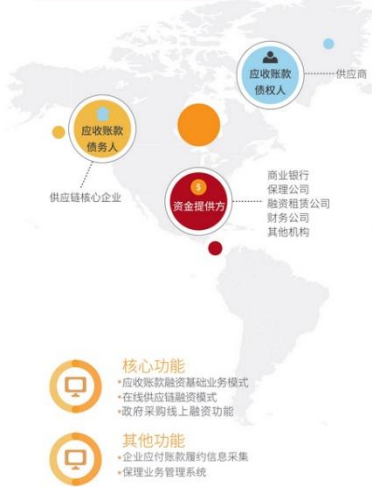 应收账款
债权人
供应商
应收账款
债务人
供应链核心企业
$
资金提供方
商业银行
保理公司
融资租赁公司
财务公司
其他机构
核心功能
•应收账款融资基础业务模式
•在线供应链融资模式
•政府采购线上融资功能
其他功能
•企业应付账款履约信息采集
•保理业务管理系统